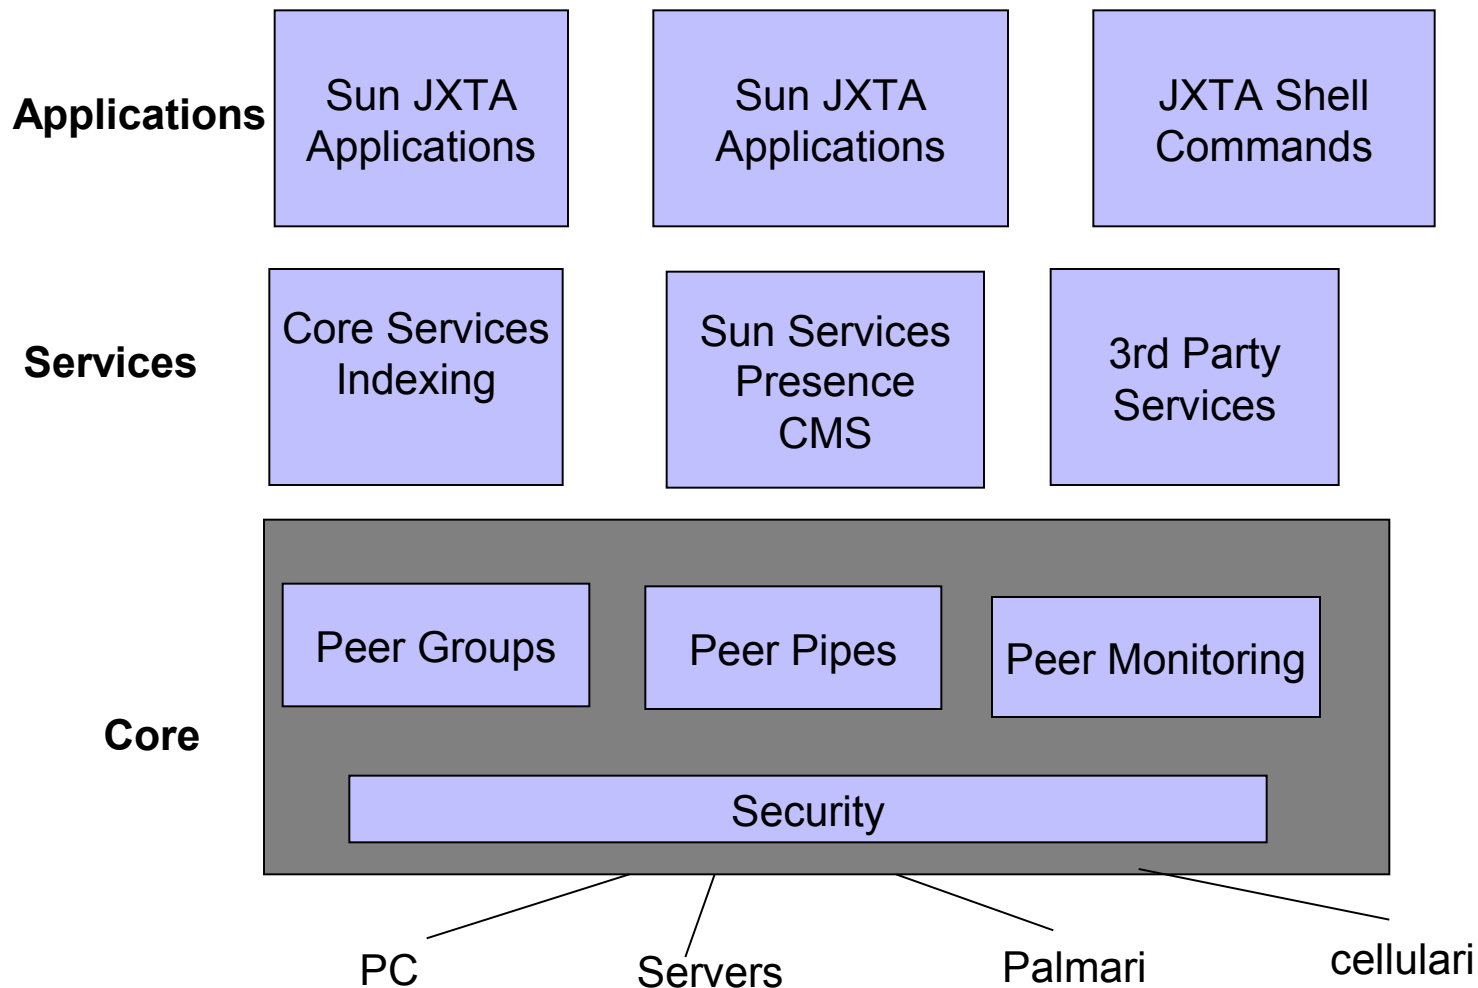 Applications
Sun JXTA
Applications
Sun JXTA
Applications
JXTA Shell
Commands
Services
Core Services
Indexing
Sun Services
Presence
CMS
3rd Party
Services
Core
Peer Groups
Peer Pipes
Peer Monitoring
Security
PC
Servers
Palmari
cellulari